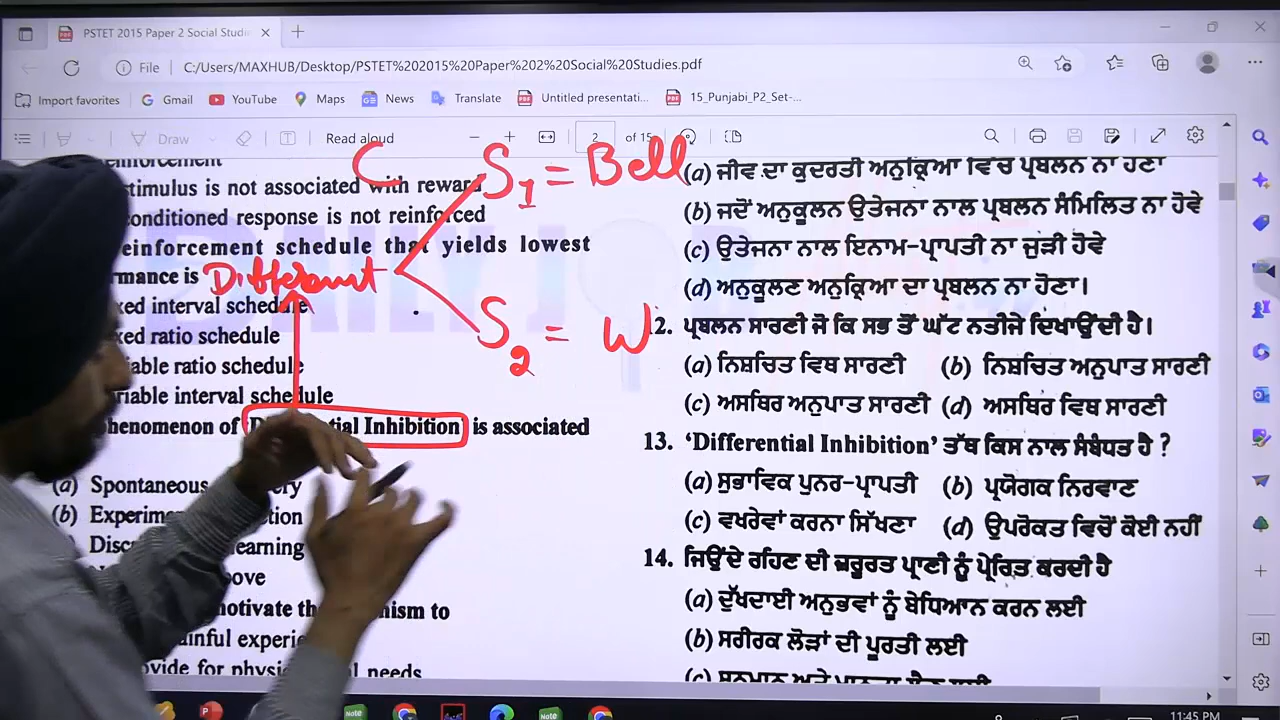 PSTET 2015 Paper 2 Social Studi
File C:/Users/MAXHUB/Desktop/PSTET%202015%20Paper%202%20Social%20Studies.pdf
Import favorites Gmail YouTube Maps News Translate Untitled presentati... 15_Punjabi_P2_Set-...
Draw Read aloud 2 of 15
stimulus is not associated with reward
conditioned response is not reinforced
einforcement schedule that yields lowest
mance is
xed interval schedule
xed ratio schedule
iable ratio schedule
riable interval schedule
henomenon of Inhibition is associated
(a) Spontaneous
(b) Experim
Disc earning
ove
otivate th ism to
inful experie
ovide for physi l needs
C S1 = Bell
Different
S2 = W
(a) ਜੀਵ ਦਾ ਕੁਦਰਤੀ ਅਨੁਕ੍ਰਿਆ ਵਿੱਚ ਪ੍ਰਬਲਨ ਨਾ ਹੋਣਾ
(b) ਜਦੋਂ ਅਨੁਕੂਲਨ ਉਤੇਜਨਾ ਨਾਲ ਪ੍ਰਬਲਨ ਸੰਮਿਲਿਤ ਨਾ ਹੋਵੇ
(c) ਉਤੇਜਨਾ ਨਾਲ ਇਨਾਮ-ਪ੍ਰਾਪਤੀ ਨਾ ਜੁੜੀ ਹੋਵੇ
(d) ਅਨੁਕੂਲਣ ਅਨੁਕ੍ਰਿਆ ਦਾ ਪ੍ਰਬਲਨ ਨਾ ਹੋਣਾ।
12. ਪ੍ਰਬਲਨ ਸਾਰਣੀ ਜੋ ਕਿ ਸਭ ਤੋਂ ਘੱਟ ਨਤੀਜੇ ਦਿਖਾਉਂਦੀ ਹੈ।
(a) ਨਿਸ਼ਚਿਤ ਵਿਥ ਸਾਰਣੀ (b) ਨਿਸ਼ਚਿਤ ਅਨੁਪਾਤ ਸਾਰਣੀ
(c) ਅਸਥਿਰ ਅਨੁਪਾਤ ਸਾਰਣੀ (d) ਅਸਥਿਰ ਵਿਥ ਸਾਰਣੀ
13. 'Differential Inhibition' ਤੱਥ ਕਿਸ ਨਾਲ ਸੰਬੰਧਤ ਹੈ ?
(a) ਸੁਭਾਵਿਕ ਪੁਨਰ-ਪ੍ਰਾਪਤੀ (b) ਪ੍ਰਯੋਗਕ ਨਿਰਵਾਣ
(c) ਵਖਰੇਵਾਂ ਕਰਨਾ ਸਿੱਖਣਾ (d) ਉਪਰੋਕਤ ਵਿਚੋਂ ਕੋਈ ਨਹੀਂ
14. ਜਿਉਂਦੇ ਰਹਿਣ ਦੀ ਜ਼ਰੂਰਤ ਪ੍ਰਾਣੀ ਨੂੰ ਪ੍ਰੇਰਿਤ ਕਰਦੀ ਹੈ
(a) ਦੁੱਖਦਾਈ ਅਨੁਭਵਾਂ ਨੂੰ ਬੇਧਿਆਨ ਕਰਨ ਲਈ
(b) ਸਰੀਰਕ ਲੋੜਾਂ ਦੀ ਪੂਰਤੀ ਲਈ
11:45 PM